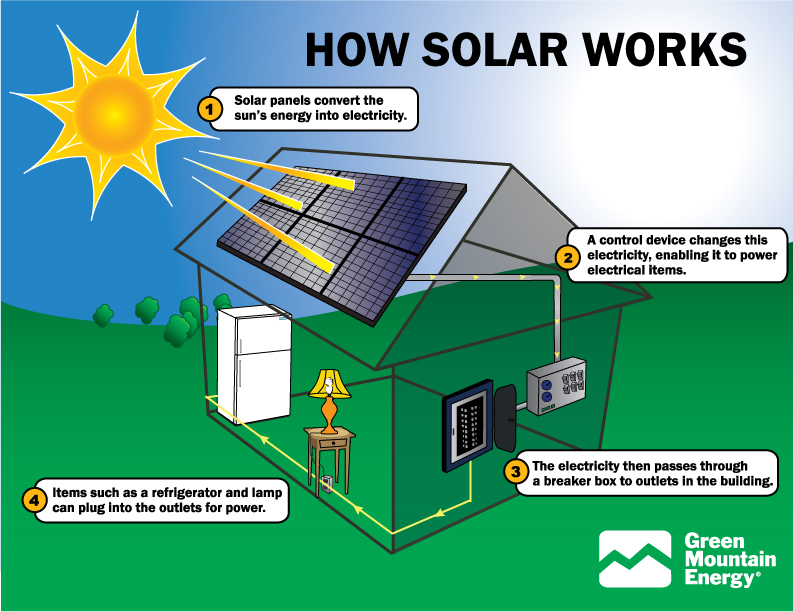 HOW SOLAR WORKS
1
Solar panels convert the
sun's energy into electricity.
2
A control device changes this
electricity, enabling it to power
electrical items.
3
The electricity then passes through
a breaker box to outlets in the building.
4
Items such as a refrigerator and lamp
can plug into the outlets for power.
Green
Mountain
Energy®